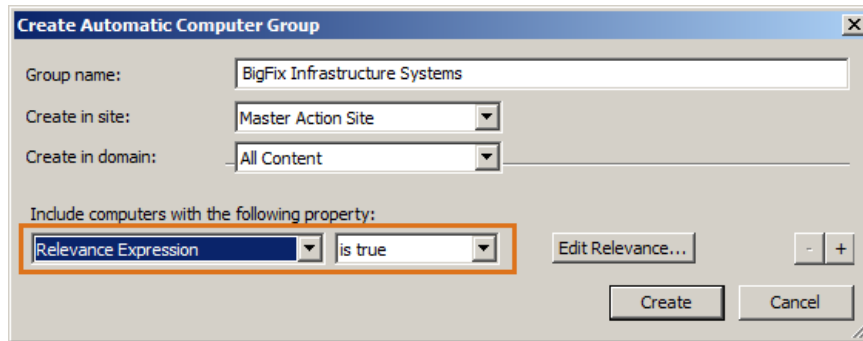 Create Automatic Computer Group
Group name: BigFix Infrastructure Systems
Create in site: Master Action Site
Create in domain: All Content
Include computers with the following property:
Relevance Expression is true Edit Relevance... - +
Create Cancel